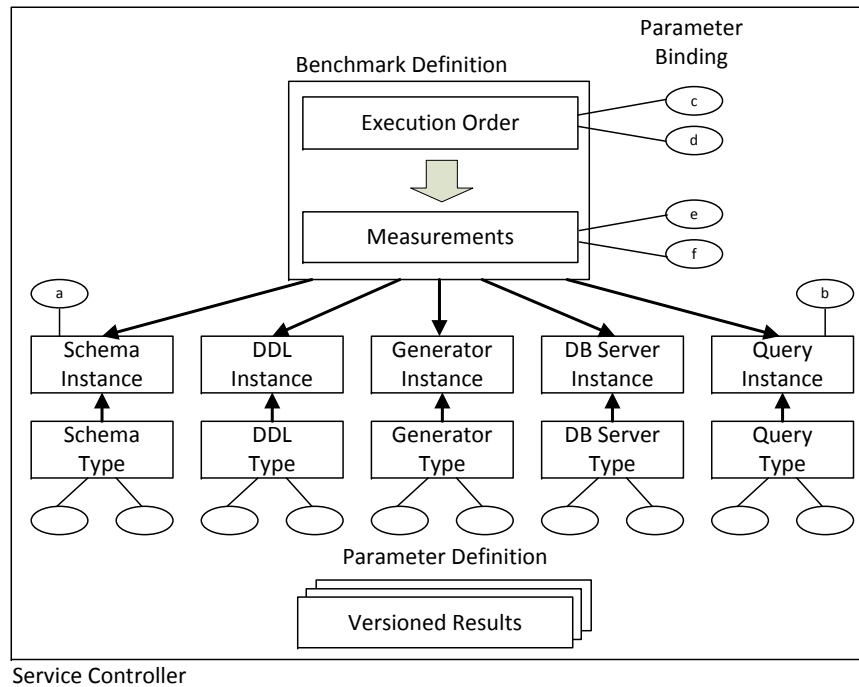 Parameter
Binding
Benchmark Definition
c
Execution Order
d
e
Measurements
f
a
b
Schema
Instance
DDL
Instance
Generator
Instance
DB Server
Instance
Query
Instance
Schema
Type
DDL
Type
Generator
Type
DB Server
Type
Query
Type
Parameter Definition
Versioned Results
Service Controller